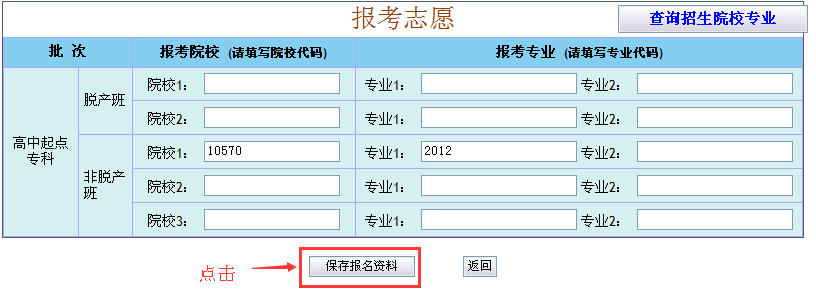 报考志愿
查询招生院校专业
批 次 报考院校 (请填写院校代码) 报考专业 (请填写专业代码)
高中起点
专科
脱产班
院校1： 专业1： 专业2：
院校2： 专业1： 专业2：
非脱产
班
院校1： 10570 专业1： 2012 专业2：
院校2： 专业1： 专业2：
院校3： 专业1： 专业2：
点击 保存报名资料 返回